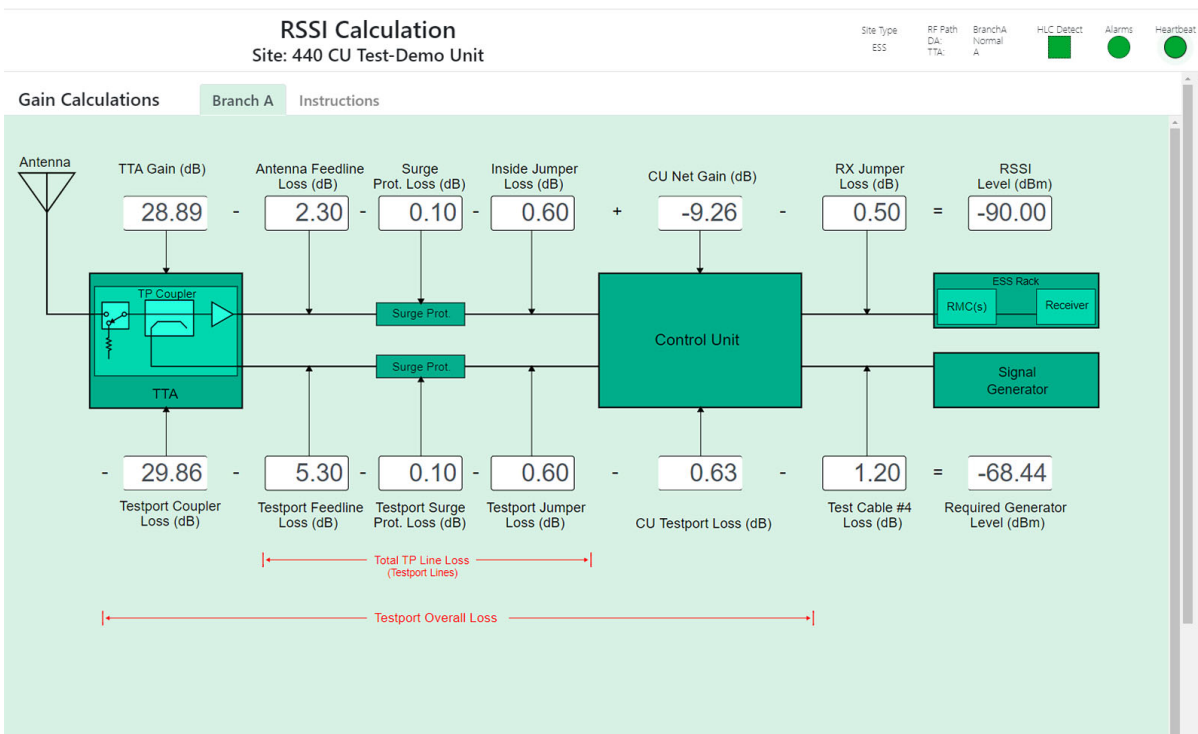 RSSI Calculation
Site: 440 CU Test-Demo Unit
Site Type
ESS
RF Path BranchA
DA: Normal
TTA: A
HLC Detect
Alarms
Heartbeat
Gain Calculations
Branch A
Instructions
Antenna
TTA Gain (dB)
Antenna Feedline
Loss (dB)
Surge
Prot. Loss (dB)
Inside Jumper
Loss (dB)
CU Net Gain (dB)
RX Jumper
Loss (dB)
RSSI
Level (dBm)
28.89 - 2.30 - 0.10 - 0.60 + -9.26 - 0.50 = -90.00
TP Coupler
TTA
Surge Prot.
Surge Prot.
Control Unit
ESS Rack
RMC(s)
Receiver
Signal
Generator
- 29.86 - 5.30 - 0.10 - 0.60 - 0.63 - 1.20 = -68.44
Testport Coupler
Loss (dB)
Testport Feedline
Loss (dB)
Testport Surge
Prot. Loss (dB)
Testport Jumper
Loss (dB)
CU Testport Loss (dB)
Test Cable #4
Loss (dB)
Required Generator
Level (dBm)
Total TP Line Loss
(Testport Lines)
Testport Overall Loss